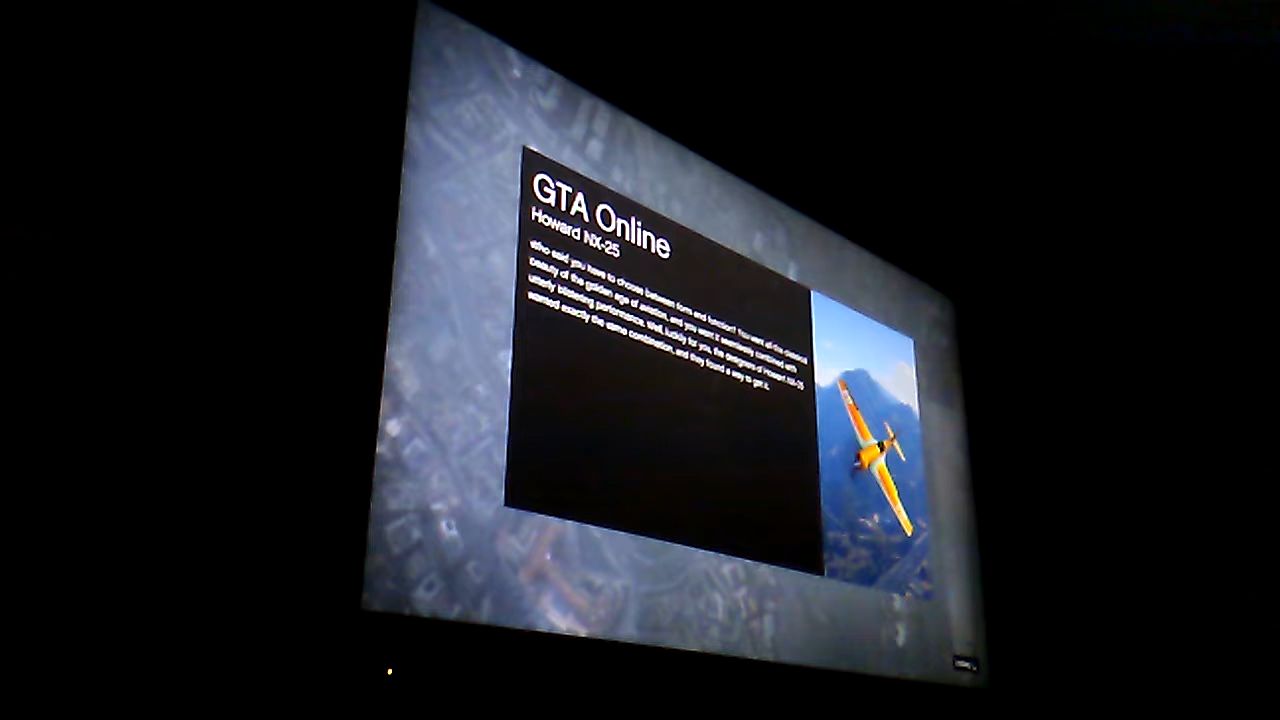 GTA Online
Howard NX-25
Who said you have to choose between form and function? You want all the classical
beauty of the golden age of aviation, and you want it seamlessly combined with
utterly blistering performance. Well, luckily for you, the designers of Howard NX-25
wanted exactly the same combination, and they found a way to get it.